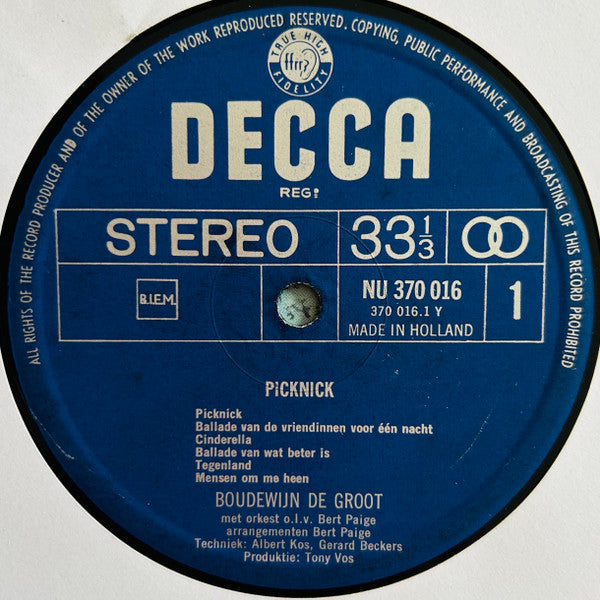 ALL RIGHTS OF THE RECORD PRODUCER AND OF THE OWNER OF THE WORK REPRODUCED RESERVED. COPYING, PUBLIC PERFORMANCE AND BROADCASTING OF THIS RECORD PROHIBITED
TRUE HIGH
ffrr
FIDELITY
DECCA
REG:
STEREO
33 1/3
B.I.E.M.
NU 370 016
370 016.1 Y
MADE IN HOLLAND
1
PiCKNICK
Picknick
Ballade van de vriendinnen voor één nacht
Cinderella
Ballade van wat beter is
Tegenland
Mensen om me heen
BOUDEWIJN DE GROOT
met orkest o.l.v. Bert Paige
arrangementen Bert Paige
Techniek: Albert Kos, Gerard Beckers
Produktie: Tony Vos